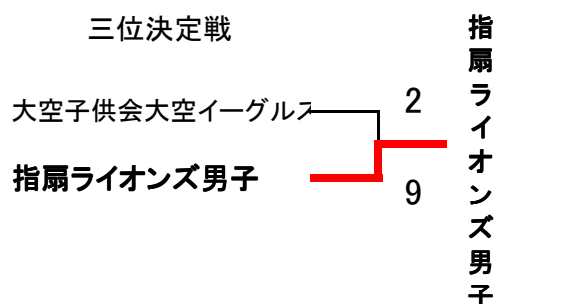 三位決定戦
大空子供会大空イーグルス
2
指扇ライオンズ男子
9
指扇ライオンズ男子